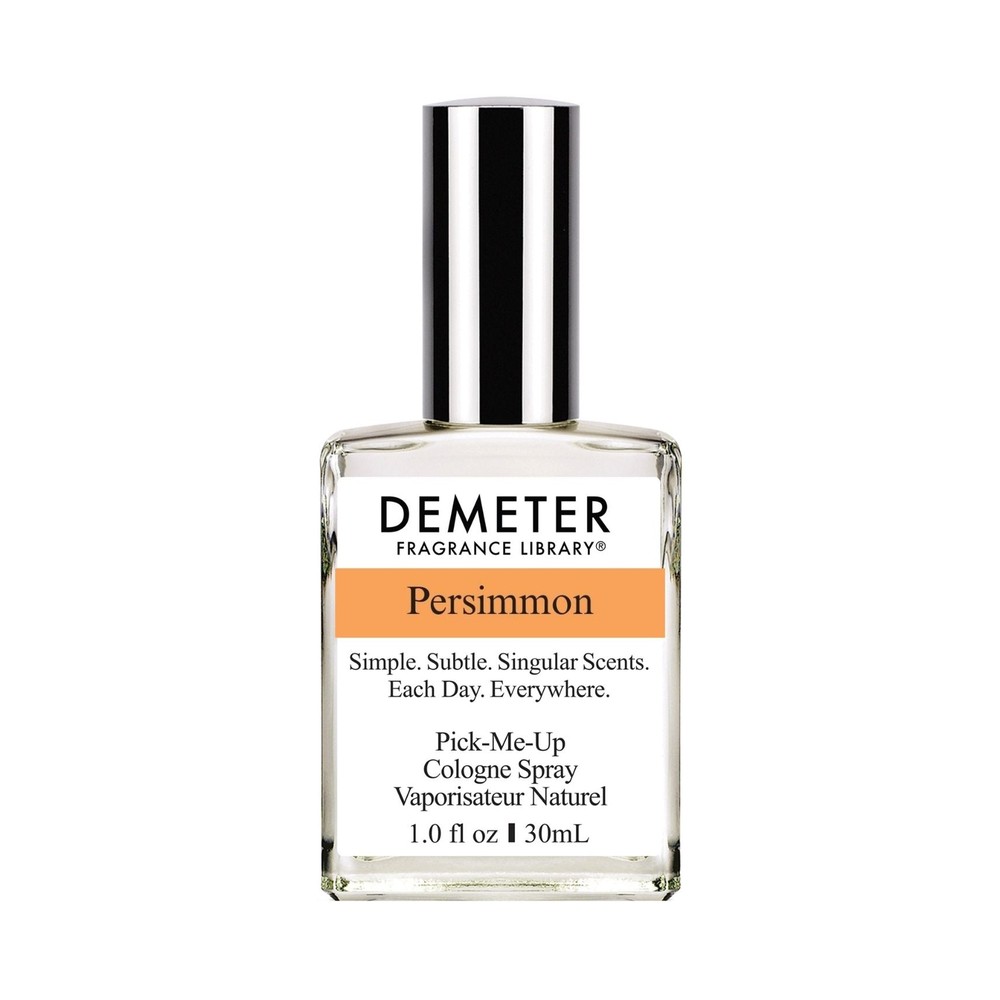 DEMETER
FRAGRANCE LIBRARY®
Persimmon
Simple. Subtle. Singular Scents.
Each Day. Everywhere.
Pick-Me-Up
Cologne Spray
Vaporisateur Naturel
1.0 fl oz ▌ 30mL